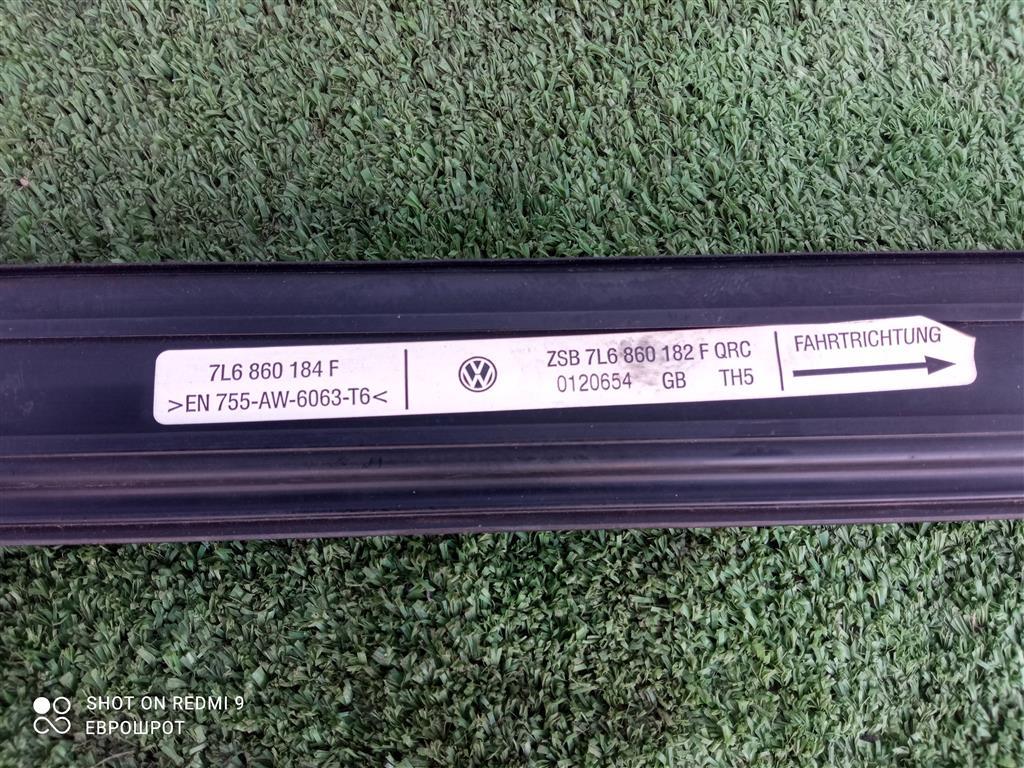 7L6 860 184 F
>EN 755-AW-6063-T6<
ZSB 7L6 860 182 F QRC
0120654 GB TH5
FAHRTRICHTUNG
SHOT ON REDMI 9
ЕВРОШРОТ